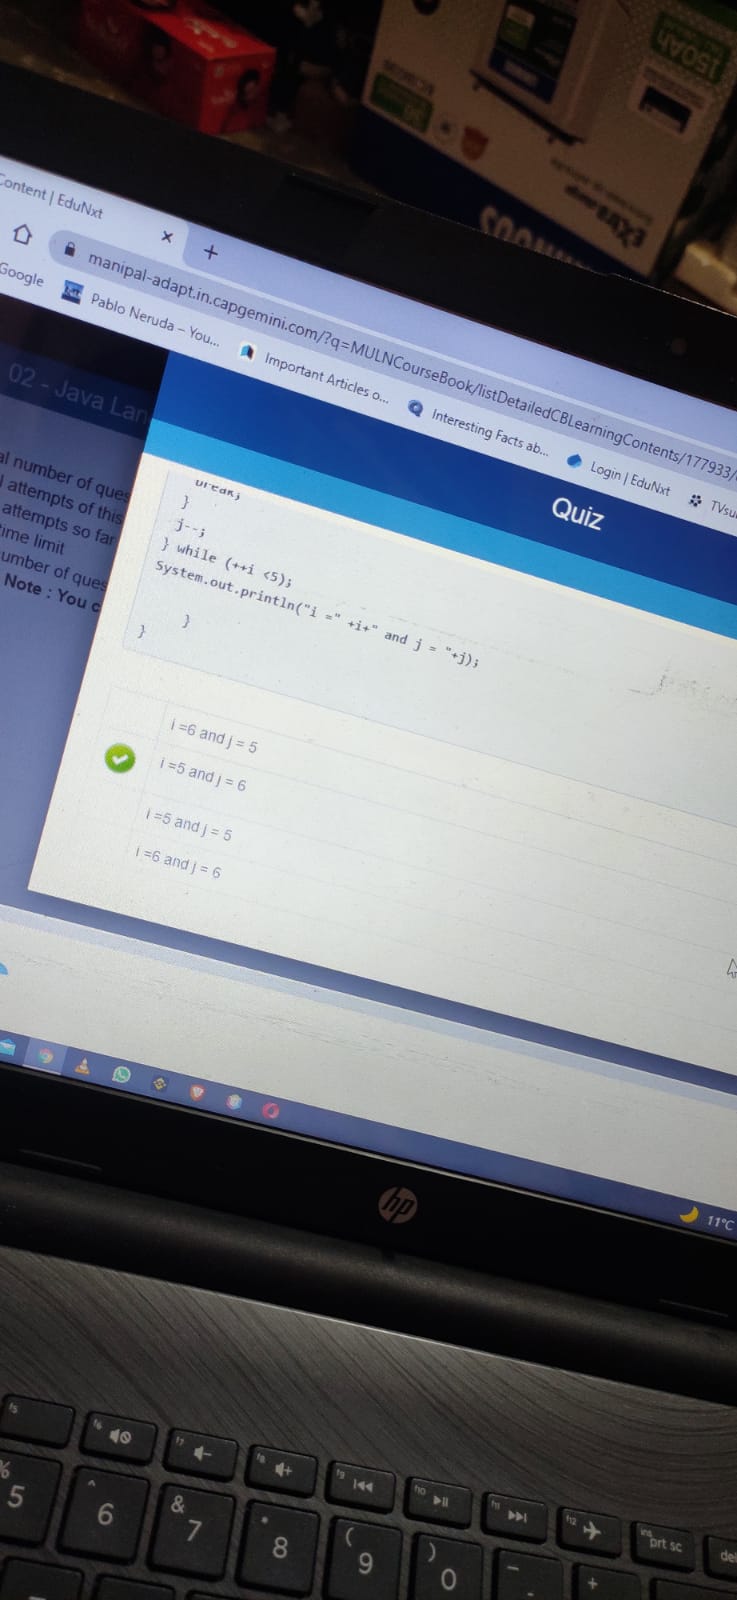 150Ah
Content | EduNxt
manipal-adapt.in.capgemini.com/?q=MULNCourseBook/listDetailedCBLearningContents/177933/
Google
Pablo Neruda – You...
Important Articles o...
Interesting Facts ab...
Login | EduNxt
TVsu
02 - Java Lan
Quiz
al number of ques
l attempts of this
attempts so far
time limit
umber of ques
Note : You c
break;
}
j--;
} while (++i <5);
System.out.println("i =" +i+" and j = "+j);
}
}
i =6 and j = 5
i =5 and j = 6
i =5 and j = 5
i =6 and j = 6
11°C
hp
f5
f6
f7
f8
f9
f10
f11
f12
ins
prt sc
del
%
5
^
6
&
7
*
8
(
9
)
0
+